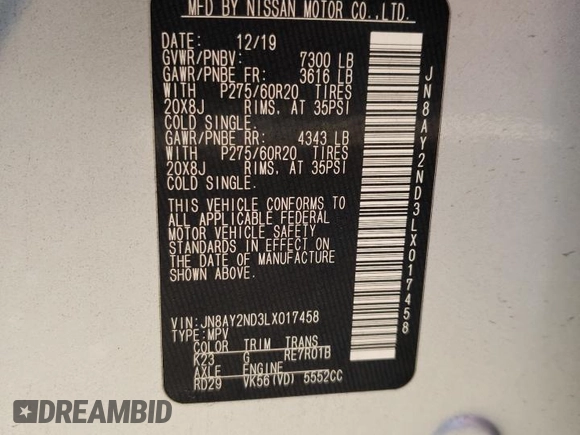 MFD BY NISSAN MOTOR CO.,LTD.
DATE: 12/19
GVWR/PNBV: 7300 LB
GAWR/PNBE FR: 3616 LB
WITH P275/60R20 TIRES
20X8J RIMS. AT 35PSI
COLD SINGLE.
GAWR/PNBE RR: 4343 LB
WITH P275/60R20 TIRES
20X8J RIMS. AT 35PSI
COLD SINGLE.
THIS VEHICLE CONFORMS TO
ALL APPLICABLE FEDERAL
MOTOR VEHICLE SAFETY
STANDARDS IN EFFECT ON
THE DATE OF MANUFACTURE
SHOWN ABOVE.
VIN: JN8AY2ND3LX017458
TYPE: MPV
COLOR TRIM TRANS
K23 G RE7R01B
AXLE ENGINE
RD29 VK56(VD) 5552CC
JN8AY2ND3LX017458
DREAMBID